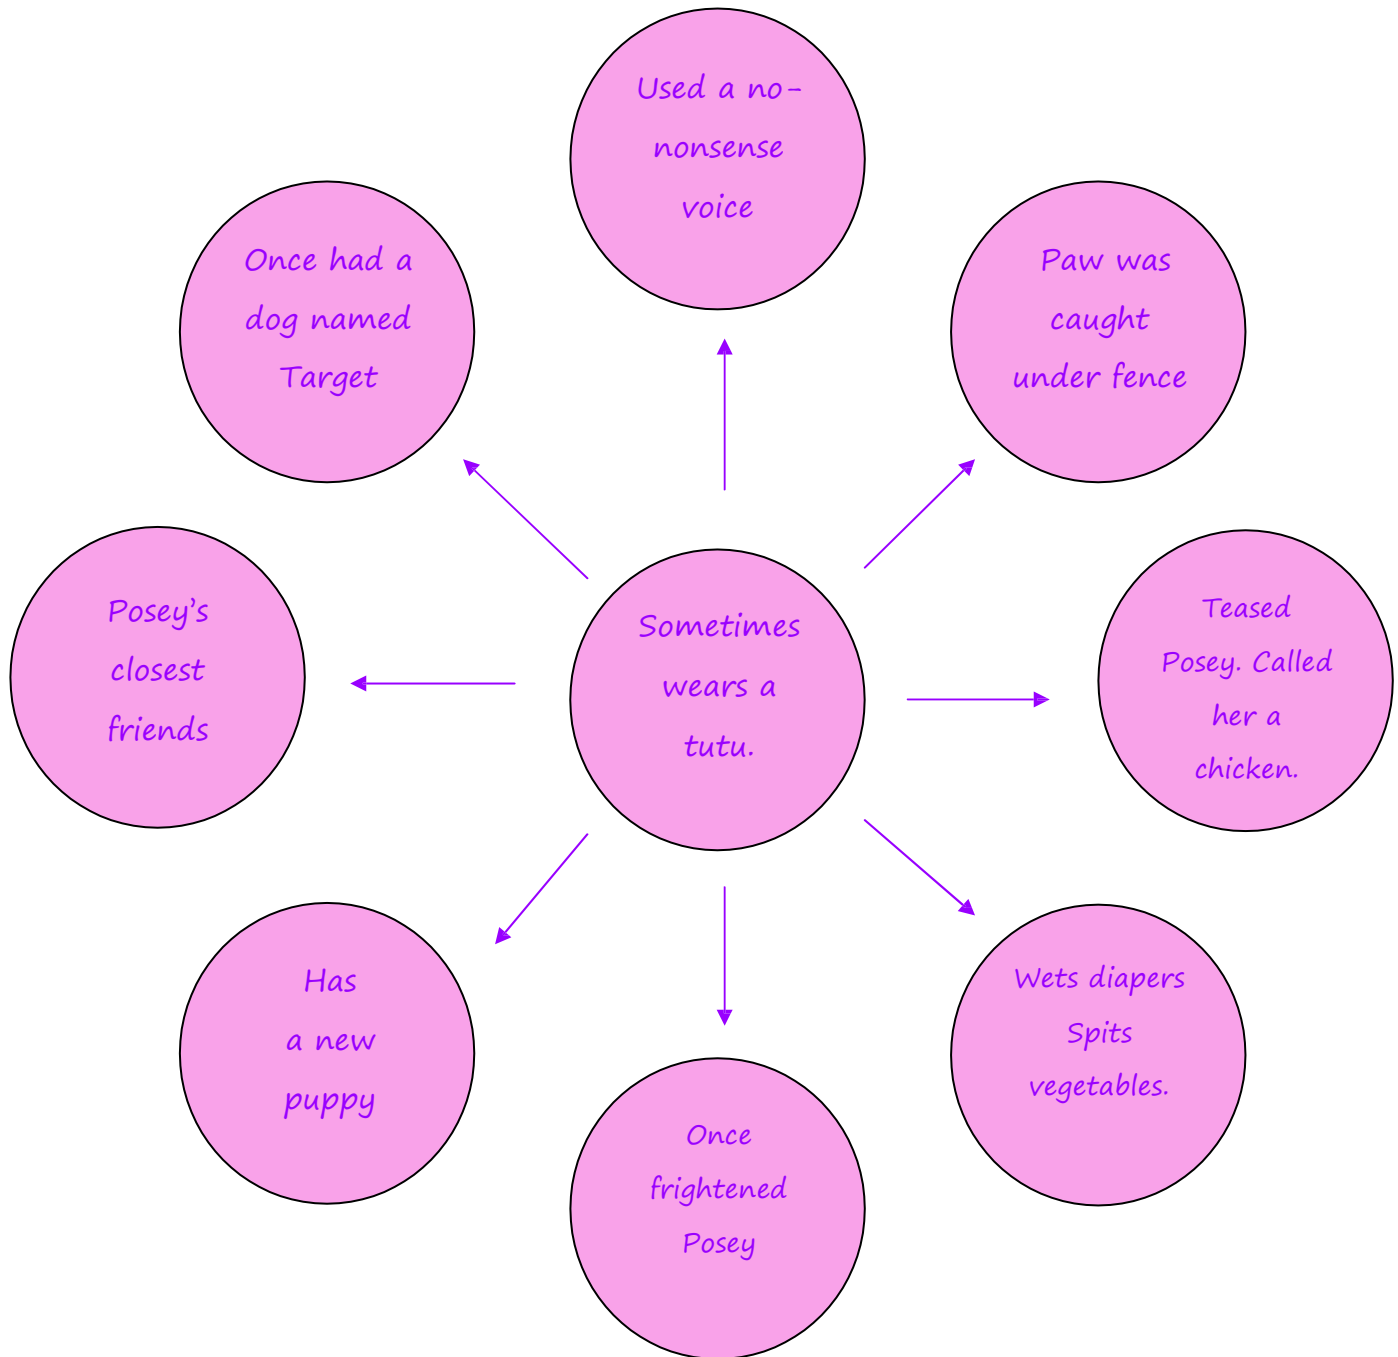 Used a no-
nonsense
voice
Once had a
dog named
Target
Paw was
caught
under fence
Posey's
closest
friends
Sometimes
wears a
tutu.
Teased
Posey. Called
her a
chicken.
Has
a new
puppy
Wets diapers
Spits
vegetables.
Once
frightened
Posey